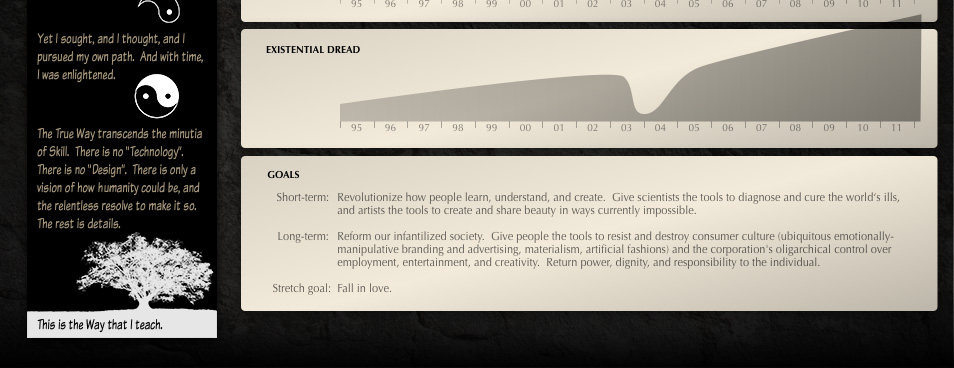 Yet I sought, and I thought, and I
pursued my own path. And with time,
I was enlightened.
The True Way transcends the minutia
of Skill. There is no "Technology".
There is no "Design". There is only a
vision of how humanity could be, and
the relentless resolve to make it so.
The rest is details.
This is the Way that I teach.
95 96 97 98 99 00 01 02 03 04 05 06 07 08 09 10 11
EXISTENTIAL DREAD
95 96 97 98 99 00 01 02 03 04 05 06 07 08 09 10 11
GOALS
Short-term: Revolutionize how people learn, understand, and create. Give scientists the tools to diagnose and cure the world's ills,
and artists the tools to create and share beauty in ways currently impossible.
Long-term: Reform our infantilized society. Give people the tools to resist and destroy consumer culture (ubiquitous emotionally-
manipulative branding and advertising, materialism, artificial fashions) and the corporation's oligarchical control over
employment, entertainment, and creativity. Return power, dignity, and responsibility to the individual.
Stretch goal: Fall in love.